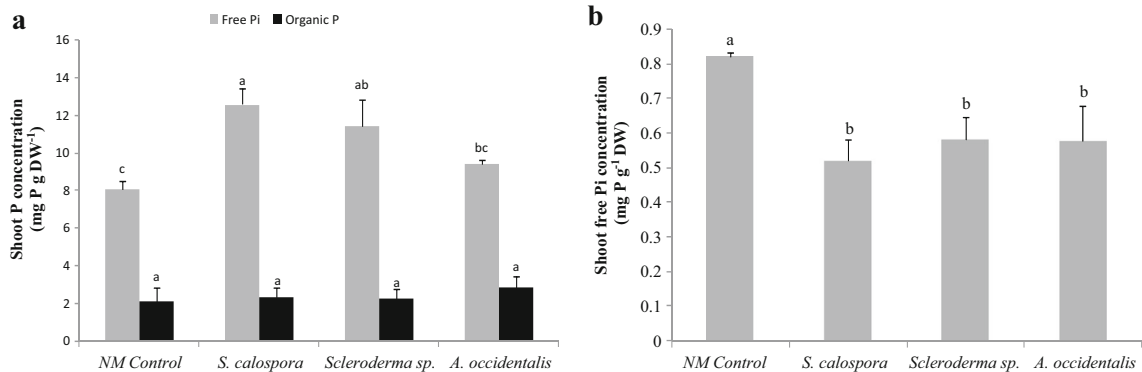 a
Free Pi Organic P
Shoot P concentration
(mg P g DW⁻¹)
16
14
12
10
8
6
4
2
0
c
a
ab
bc
a
a
a
a
NM Control S. calospora Scleroderma sp. A. occidentalis
b
Shoot free Pi concentration
(mg P g⁻¹ DW)
0.9
0.8
0.7
0.6
0.5
0.4
0.3
0.2
0.1
0
a
b
b
b
NM Control S. calospora Scleroderma sp. A. occidentalis